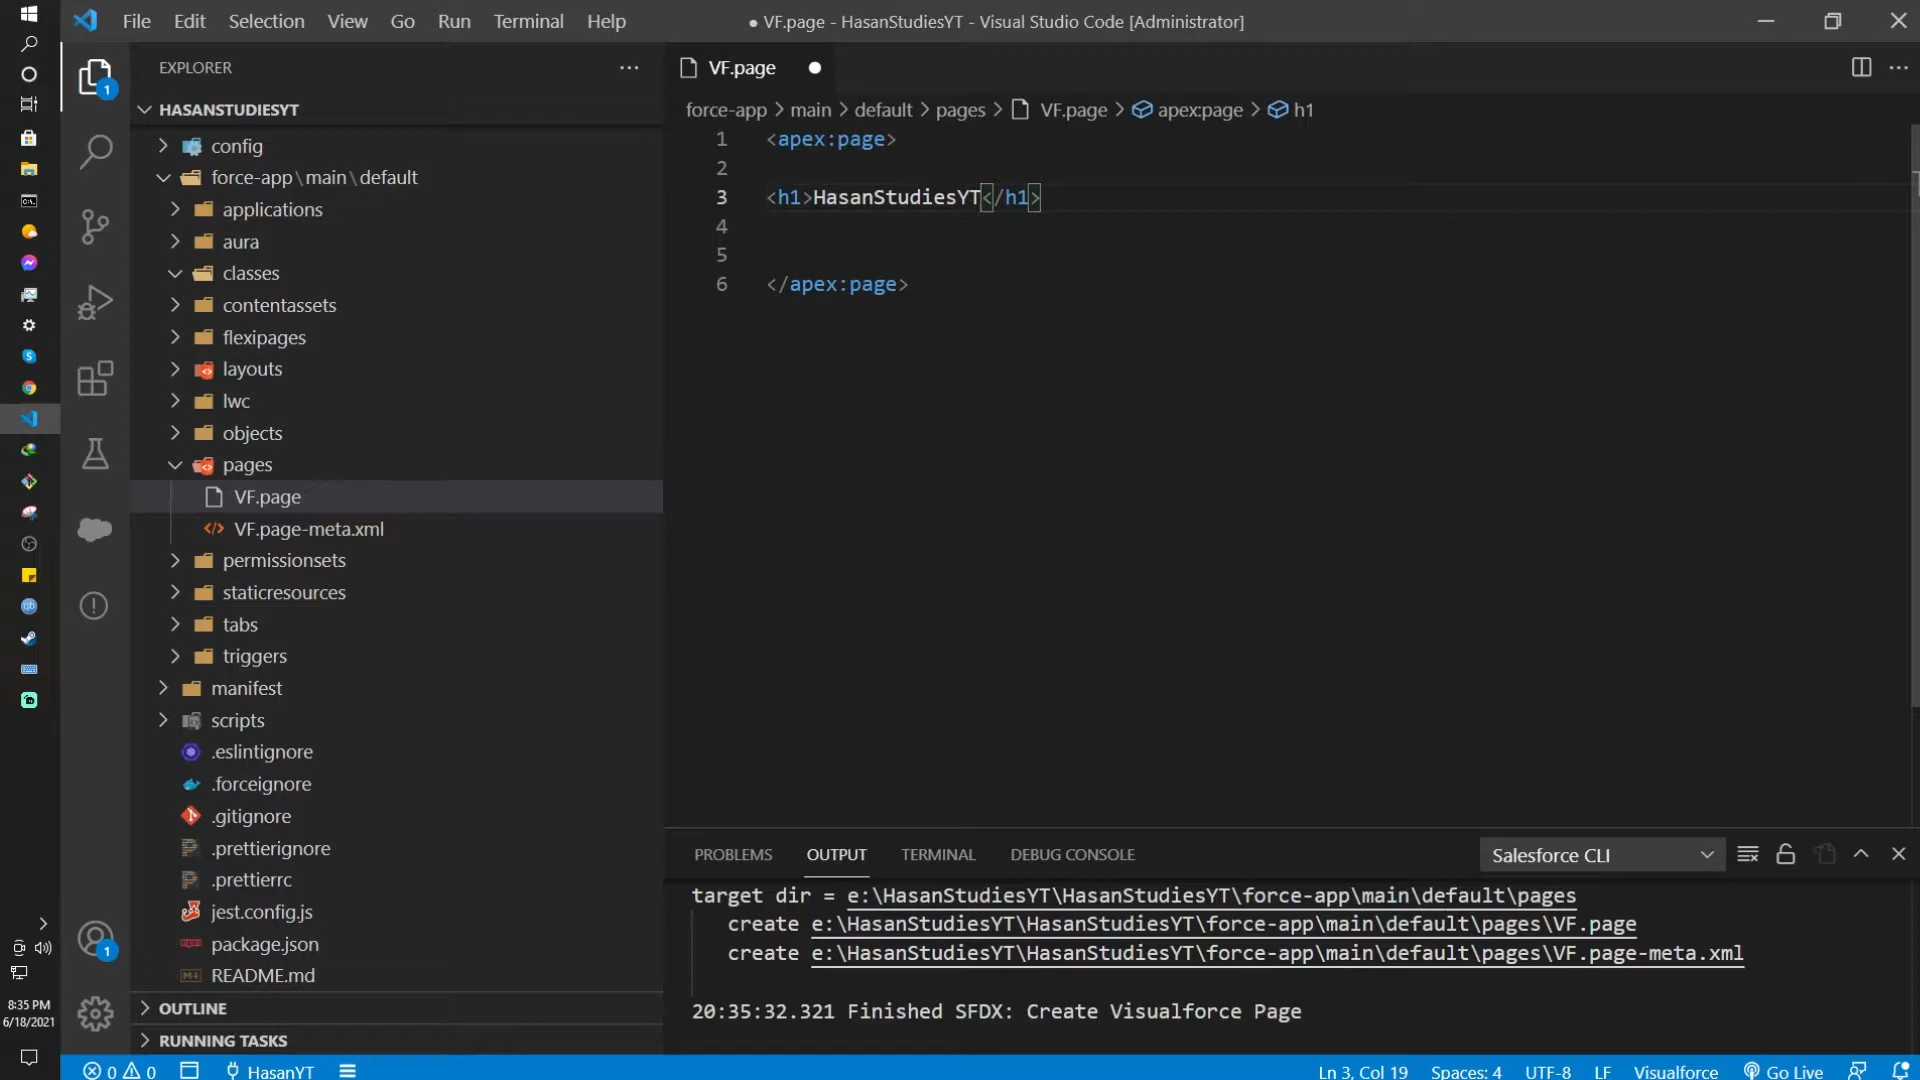 File Edit Selection View Go Run Terminal Help
● VF.page - HasanStudiesYT - Visual Studio Code [Administrator]
EXPLORER
HASANSTUDIESYT
config
force-app\main\default
applications
aura
classes
contentassets
flexipages
layouts
lwc
objects
pages
VF.page
VF.page-meta.xml
permissionsets
staticresources
tabs
triggers
manifest
scripts
.eslintignore
.forceignore
.gitignore
.prettierignore
.prettierrc
jest.config.js
package.json
README.md
OUTLINE
RUNNING TASKS
1
1
8:35 PM
6/18/2021
VF.page
force-app > main > default > pages > VF.page > apex:page > h1
1 <apex:page>
2
3 <h1>HasanStudiesYT</h1>
4
5
6 </apex:page>
PROBLEMS OUTPUT TERMINAL DEBUG CONSOLE
Salesforce CLI
target dir = e:\HasanStudiesYT\HasanStudiesYT\force-app\main\default\pages
create e:\HasanStudiesYT\HasanStudiesYT\force-app\main\default\pages\VF.page
create e:\HasanStudiesYT\HasanStudiesYT\force-app\main\default\pages\VF.page-meta.xml
20:35:32.321 Finished SFDX: Create Visualforce Page
0 0 HasanYT
Ln 3, Col 19 Spaces: 4 UTF-8 LF Visualforce Go Live